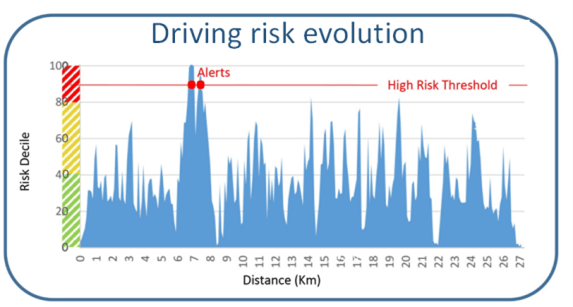 Driving risk evolution
100
Alerts
High Risk Threshold
80
60
40
20
0
Risk Decile
0 1 2 3 4 5 6 7 8 9 10 11 12 13 14 15 16 17 18 19 20 21 22 23 24 25 26 27
Distance (Km)